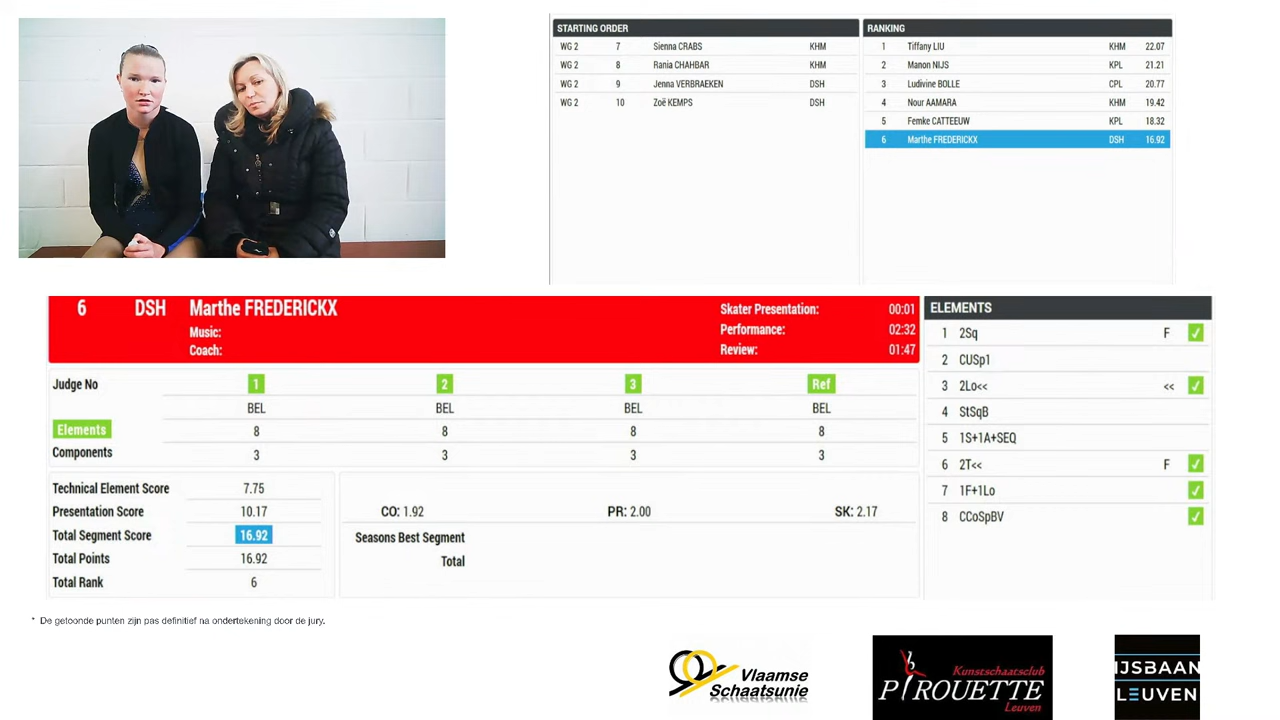 STARTING ORDER
WG 2 7 Sienna CRABS KHM
WG 2 8 Rania CHAHBAR KHM
WG 2 9 Jenna VERBRAEKEN DSH
WG 2 10 Zoë KEMPS DSH
RANKING
1 Tiffany LIU KHM 22.07
2 Manon NIJS KPL 21.21
3 Ludivine BOLLE CPL 20.77
4 Nour AAMARA KHM 19.42
5 Femke CATTEEUW KPL 18.32
6 Marthe FREDERICKX DSH 16.92
6 DSH Marthe FREDERICKX
Music:
Coach:
Skater Presentation: 00:01
Performance: 02:32
Review: 01:47
Judge No 1 2 3 Ref
BEL BEL BEL BEL
Elements 8 8 8 8
Components 3 3 3 3
Technical Element Score 7.75
Presentation Score 10.17
Total Segment Score 16.92
Total Points 16.92
Total Rank 6
CO: 1.92 PR: 2.00 SK: 2.17
Seasons Best Segment
Total
ELEMENTS
1 2Sq F
2 CUSp1
3 2Lo<< <<
4 StSqB
5 1S+1A+SEQ
6 2T<< F
7 1F+1Lo
8 CCoSpBV
* De getoonde punten zijn pas definitief na ondertekening door de jury.
Vlaamse
Schaatsunie
Kunstschaatsclub
PIROUETTE
Leuven
IJSBAAN
LEUVEN